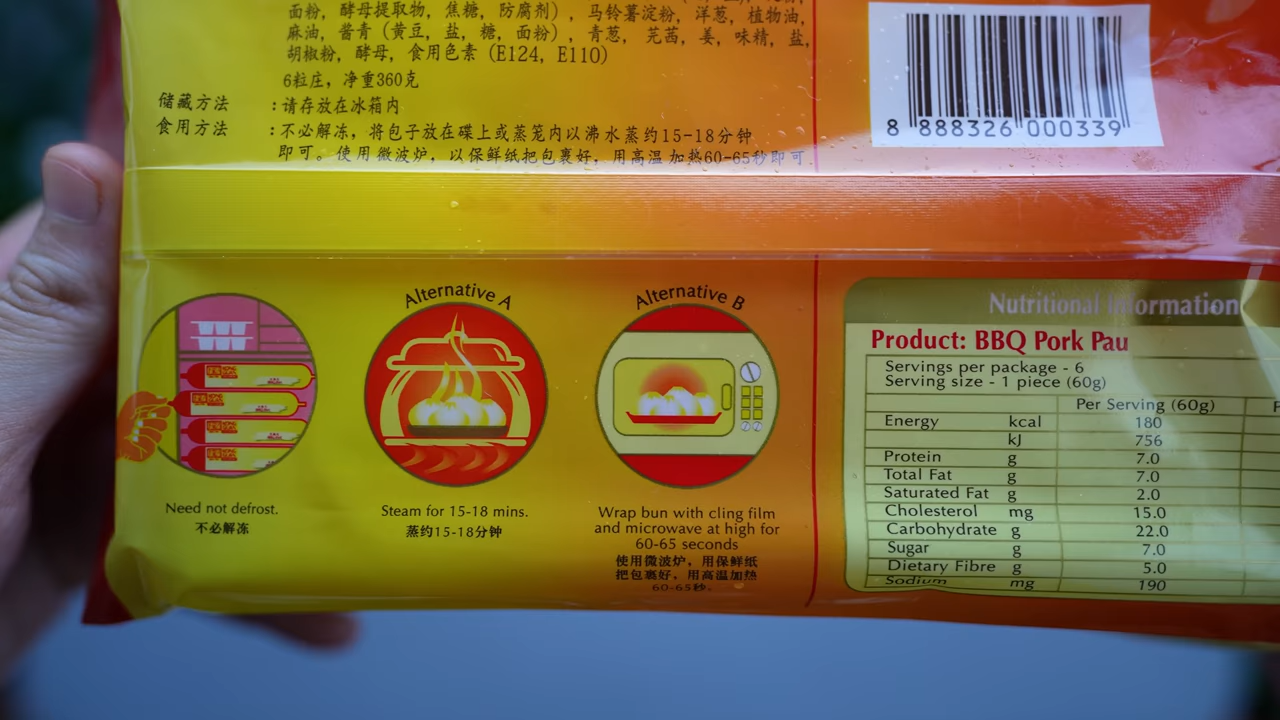 面粉, 酵母提取物, 焦糖, 防腐剂), 马铃薯淀粉, 洋葱, 植物油,
麻油, 酱青 (黄豆, 盐, 糖, 面粉), 青葱, 芫茜, 姜, 味精, 盐,
胡椒粉, 酵母, 食用色素 (E124, E110)
6粒庄, 净重360克
储藏方法 :请存放在冰箱内
食用方法 :不必解冻, 将包子放在碟上或蒸笼内以沸水蒸约15-18分钟
即可。使用微波炉, 以保鲜纸把包裹好, 用高温加热60-65秒即可
8 888326 000339
Need not defrost.
不必解冻
Alternative A
Steam for 15-18 mins.
蒸约15-18分钟
Alternative B
Wrap bun with cling film
and microwave at high for
60-65 seconds
使用微波炉, 用保鲜纸
把包裹好, 用高温加热
60-65秒.
Nutritional Information
Product: BBQ Pork Pau
Servings per package - 6
Serving size - 1 piece (60g)
Per Serving (60g)
Energy kcal 180
kJ 756
Protein g 7.0
Total Fat g 7.0
Saturated Fat g 2.0
Cholesterol mg 15.0
Carbohydrate g 22.0
Sugar g 7.0
Dietary Fibre g 5.0
Sodium mg 190